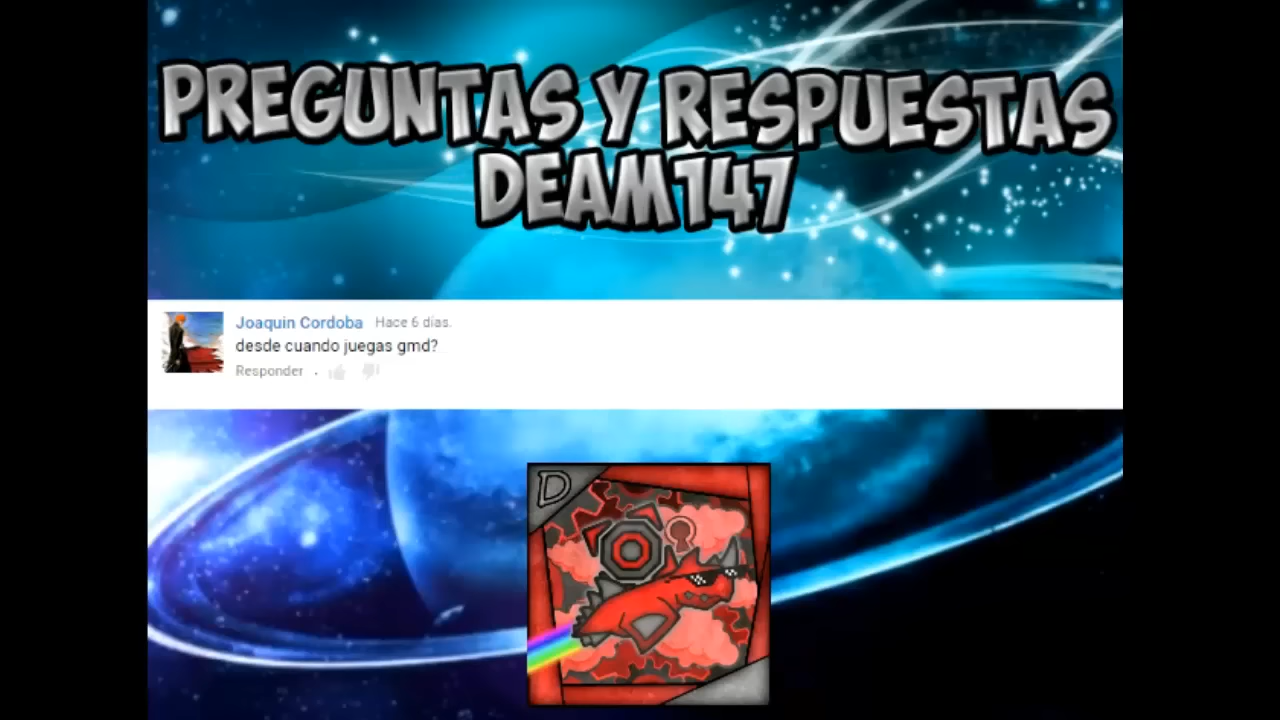 PREGUNTAS Y RESPUESTAS
DEAM147
Joaquin Cordoba Hace 6 días.
desde cuando juegas gmd?
Responder ·
D